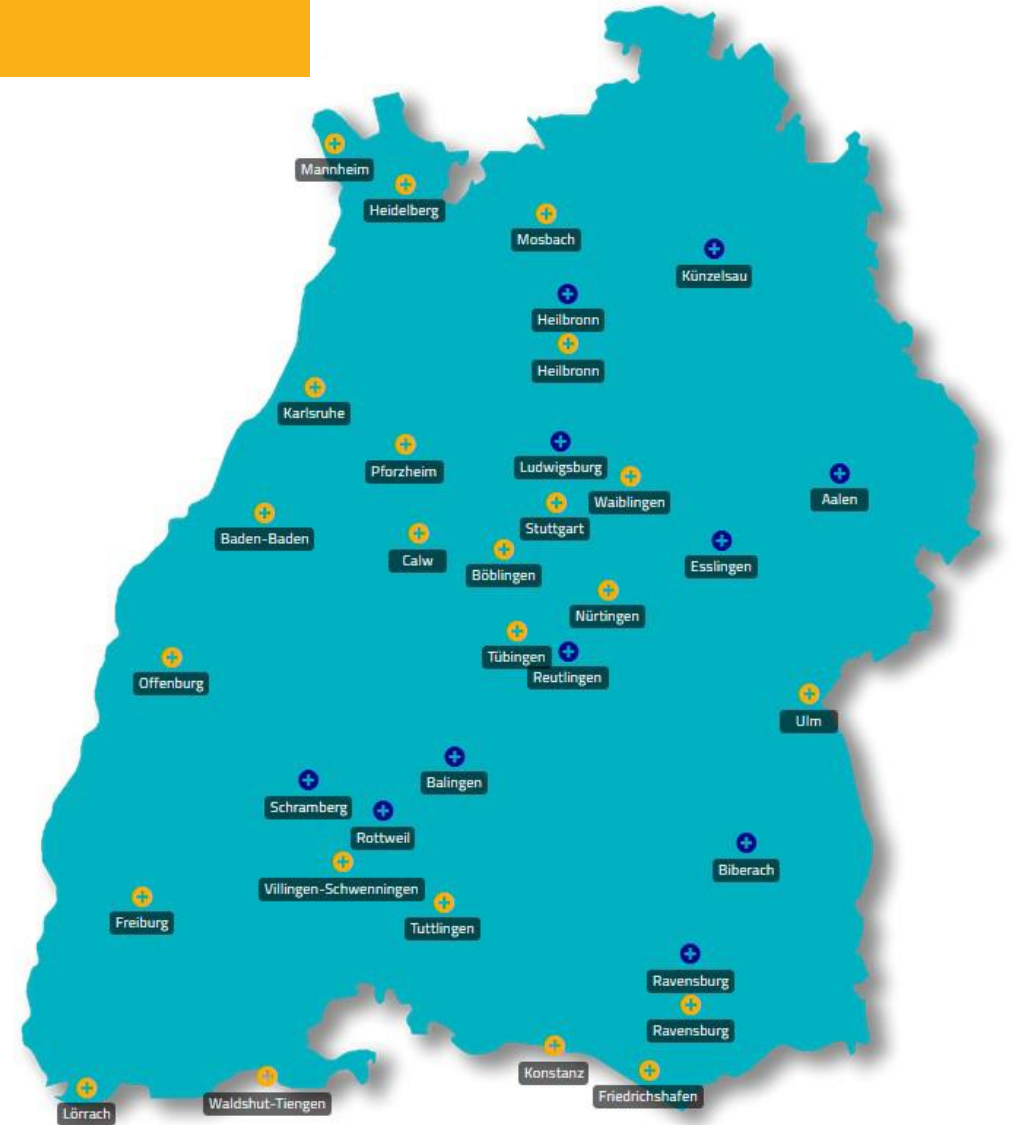 Mannheim
Heidelberg
Mosbach
Künzelsau
Heilbronn
Heilbronn
Karlsruhe
Pforzheim
Ludwigsburg
Waiblingen
Aalen
Stuttgart
Baden-Baden
Calw
Böblingen
Esslingen
Nürtingen
Tübingen
Reutlingen
Offenburg
Ulm
Balingen
Schramberg
Rottweil
Biberach
Villingen-Schwenningen
Freiburg
Tuttlingen
Ravensburg
Ravensburg
Konstanz
Friedrichshafen
Waldshut-Tiengen
Lörrach